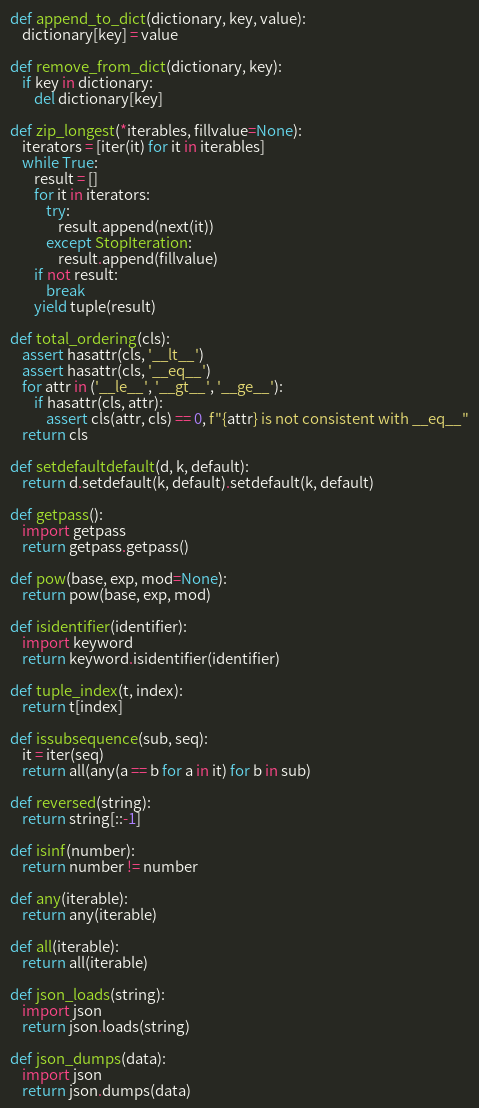 def append_to_dict(dictionary, key, value):
    dictionary[key] = value

def remove_from_dict(dictionary, key):
    if key in dictionary:
        del dictionary[key]

def zip_longest(*iterables, fillvalue=None):
    iterators = [iter(it) for it in iterables]
    while True:
        result = []
        for it in iterators:
            try:
                result.append(next(it))
            except StopIteration:
                result.append(fillvalue)
        if not result:
            break
        yield tuple(result)

def total_ordering(cls):
    assert hasattr(cls, '__lt__')
    assert hasattr(cls, '__eq__')
    for attr in ('__le__', '__gt__', '__ge__'):
        if hasattr(cls, attr):
            assert cls(attr, cls) == 0, f"{attr} is not consistent with __eq__"
    return cls

def setdefaultdefault(d, k, default):
    return d.setdefault(k, default).setdefault(k, default)

def getpass():
    import getpass
    return getpass.getpass()

def pow(base, exp, mod=None):
    return pow(base, exp, mod)

def isidentifier(identifier):
    import keyword
    return keyword.isidentifier(identifier)

def tuple_index(t, index):
    return t[index]

def issubsequence(sub, seq):
    it = iter(seq)
    return all(any(a == b for a in it) for b in sub)

def reversed(string):
    return string[::-1]

def isinf(number):
    return number != number

def any(iterable):
    return any(iterable)

def all(iterable):
    return all(iterable)

def json_loads(string):
    import json
    return json.loads(string)

def json_dumps(data):
    import json
    return json.dumps(data)